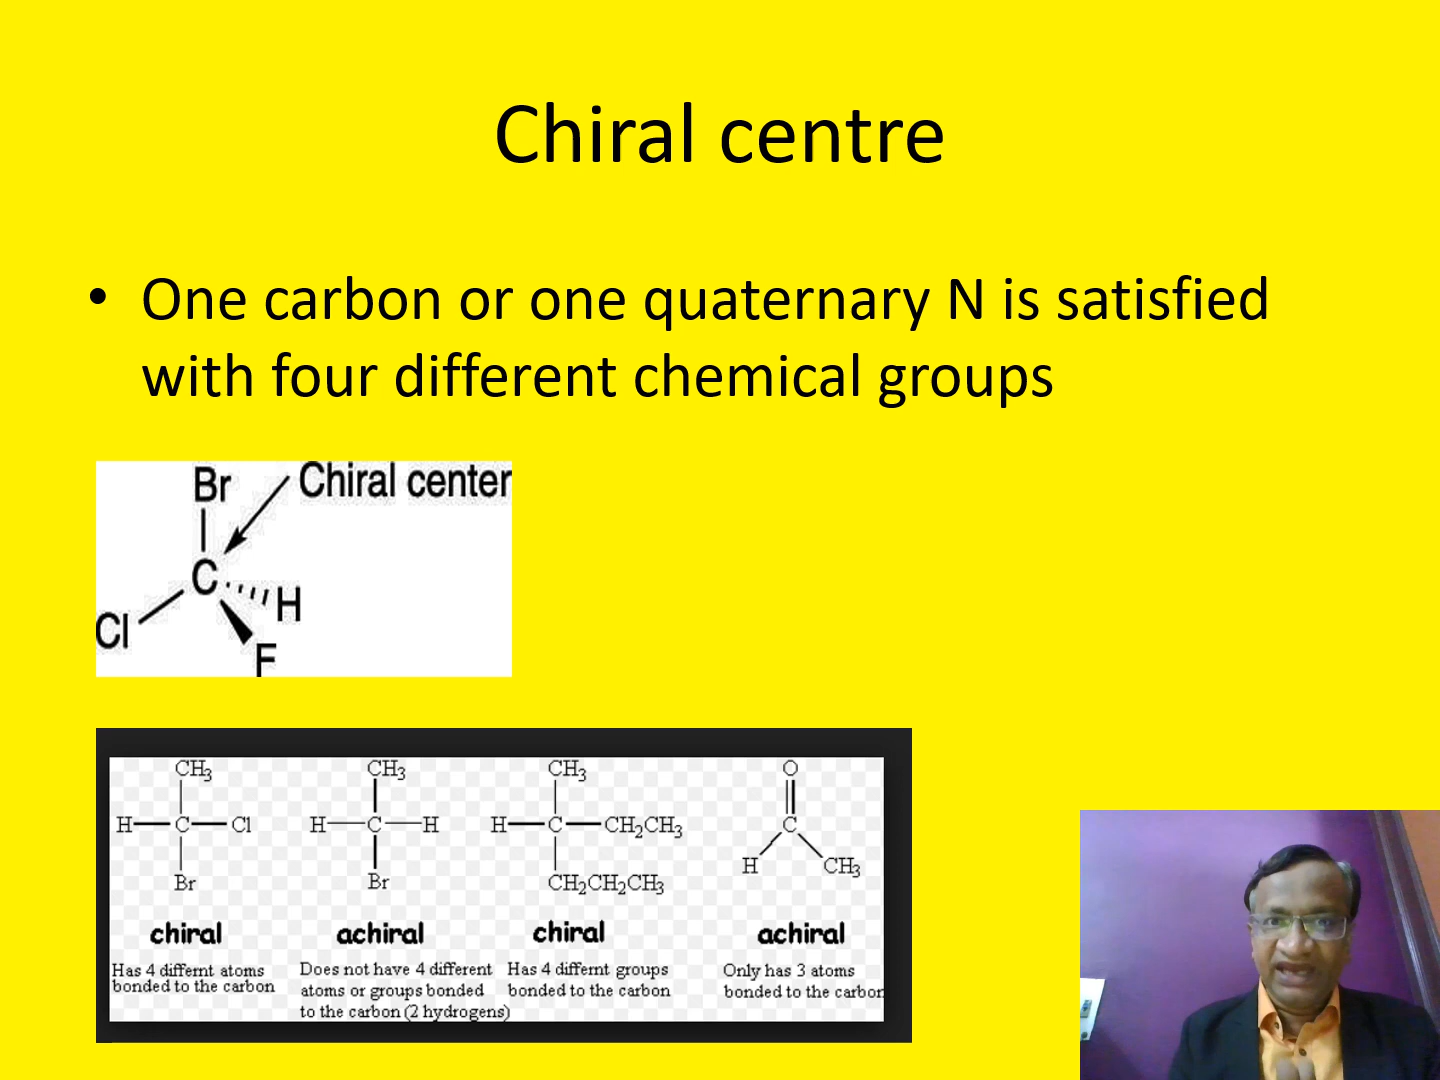 Chiral centre
• One carbon or one quaternary N is satisfied
with four different chemical groups
Br
Chiral center
C
H
Cl
F
CH3
H C Cl
Br
chiral
Has 4 differnt atoms
bonded to the carbon
CH3
H C H
Br
achiral
Does not have 4 different
atoms or groups bonded
to the carbon (2 hydrogens)
CH3
H C CH2CH3
CH2CH2CH3
chiral
Has 4 differnt groups
bonded to the carbon
O
C
H CH3
achiral
Only has 3 atoms
bonded to the carbon